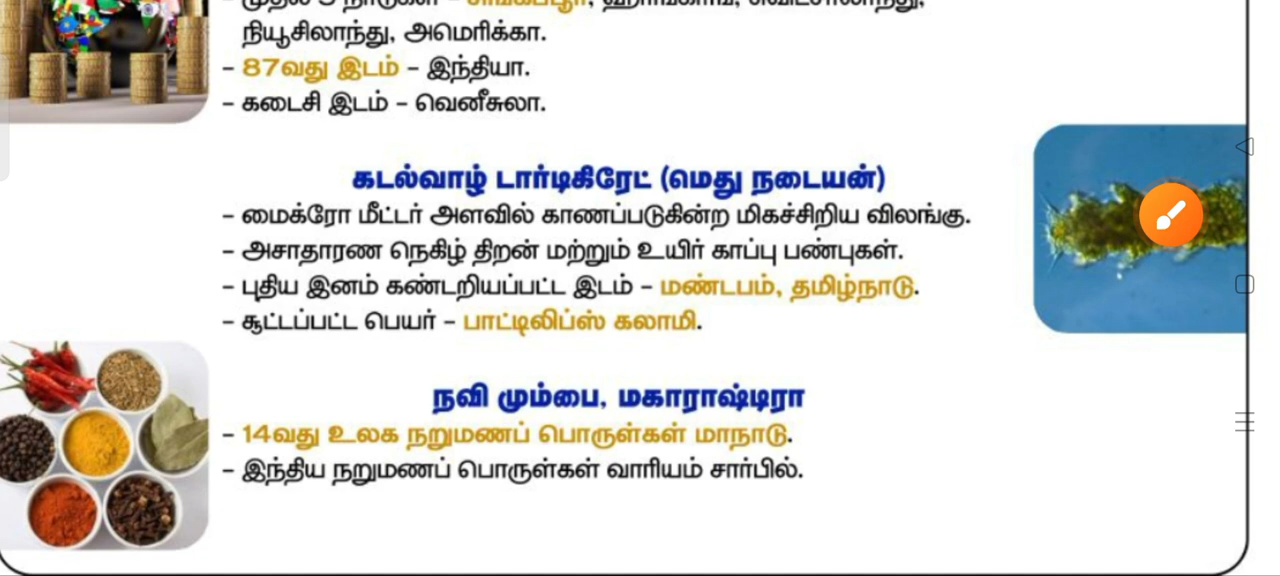 நியூசிலாந்து, அமெரிக்கா.
- 87வது இடம் - இந்தியா.
- கடைசி இடம் - வெனீசுலா.
கடல்வாழ் டார்டிகிரேட் (மெது நடையன்)
- மைக்ரோ மீட்டர் அளவில் காணப்படுகின்ற மிகச்சிறிய விலங்கு.
- அசாதாரண நெகிழ் திறன் மற்றும் உயிர் காப்பு பண்புகள்.
- புதிய இனம் கண்டறியப்பட்ட இடம் - மண்டபம், தமிழ்நாடு.
- சூட்டப்பட்ட பெயர் - பாட்டிலிப்ஸ் கலாமி.
நவி மும்பை, மகாராஷ்டிரா
- 14வது உலக நறுமணப் பொருள்கள் மாநாடு.
- இந்திய நறுமணப் பொருள்கள் வாரியம் சார்பில்.